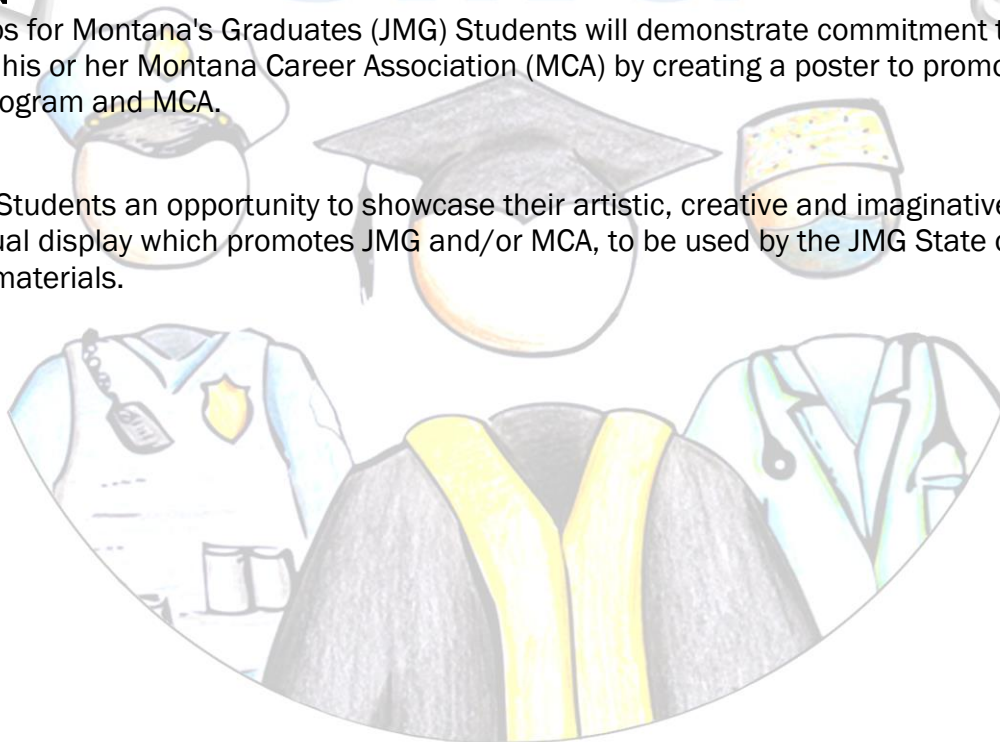 N
bs for Montana's Graduates (JMG) Students will demonstrate commitment t
his or her Montana Career Association (MCA) by creating a poster to promo
ogram and MCA.
Students an opportunity to showcase their artistic, creative and imaginative
ual display which promotes JMG and/or MCA, to be used by the JMG State o
materials.